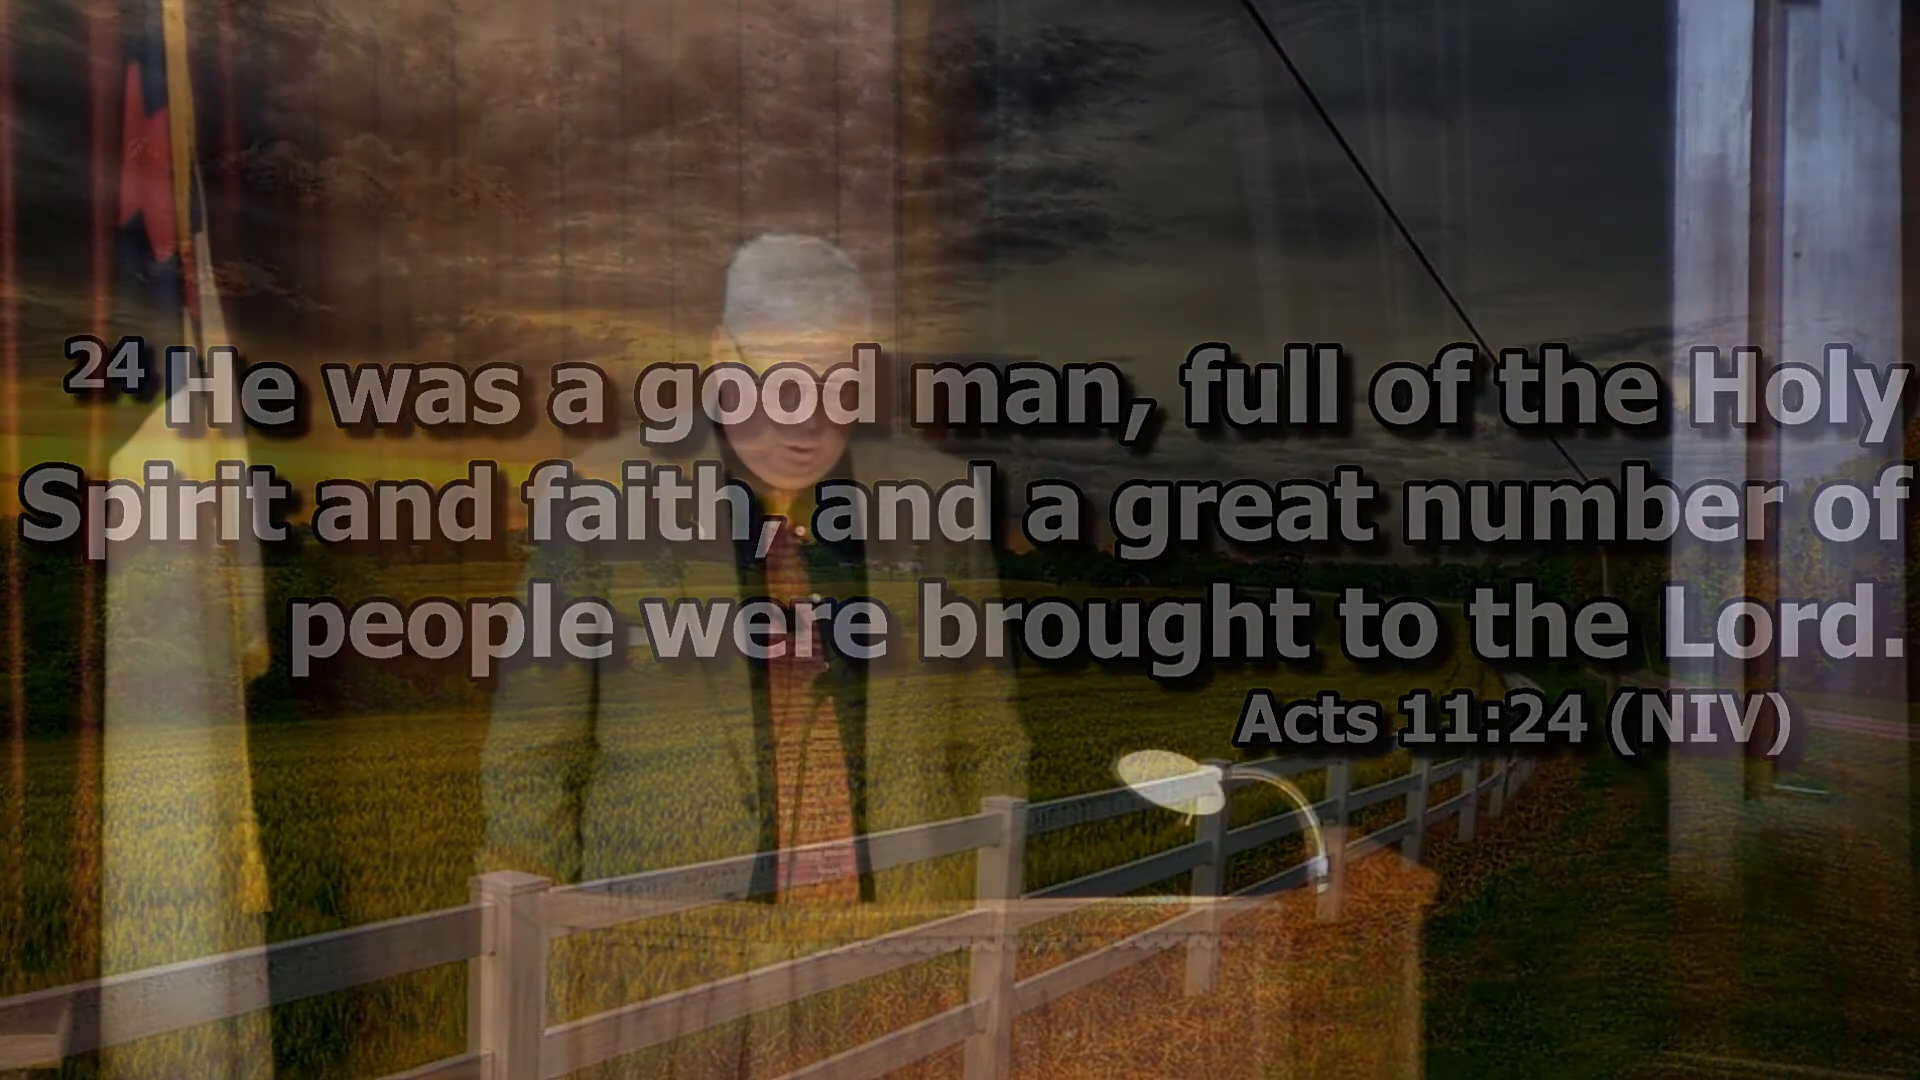 24 He was a good man, full of the Holy
Spirit and faith, and a great number of
people were brought to the Lord.
Acts 11:24 (NIV)